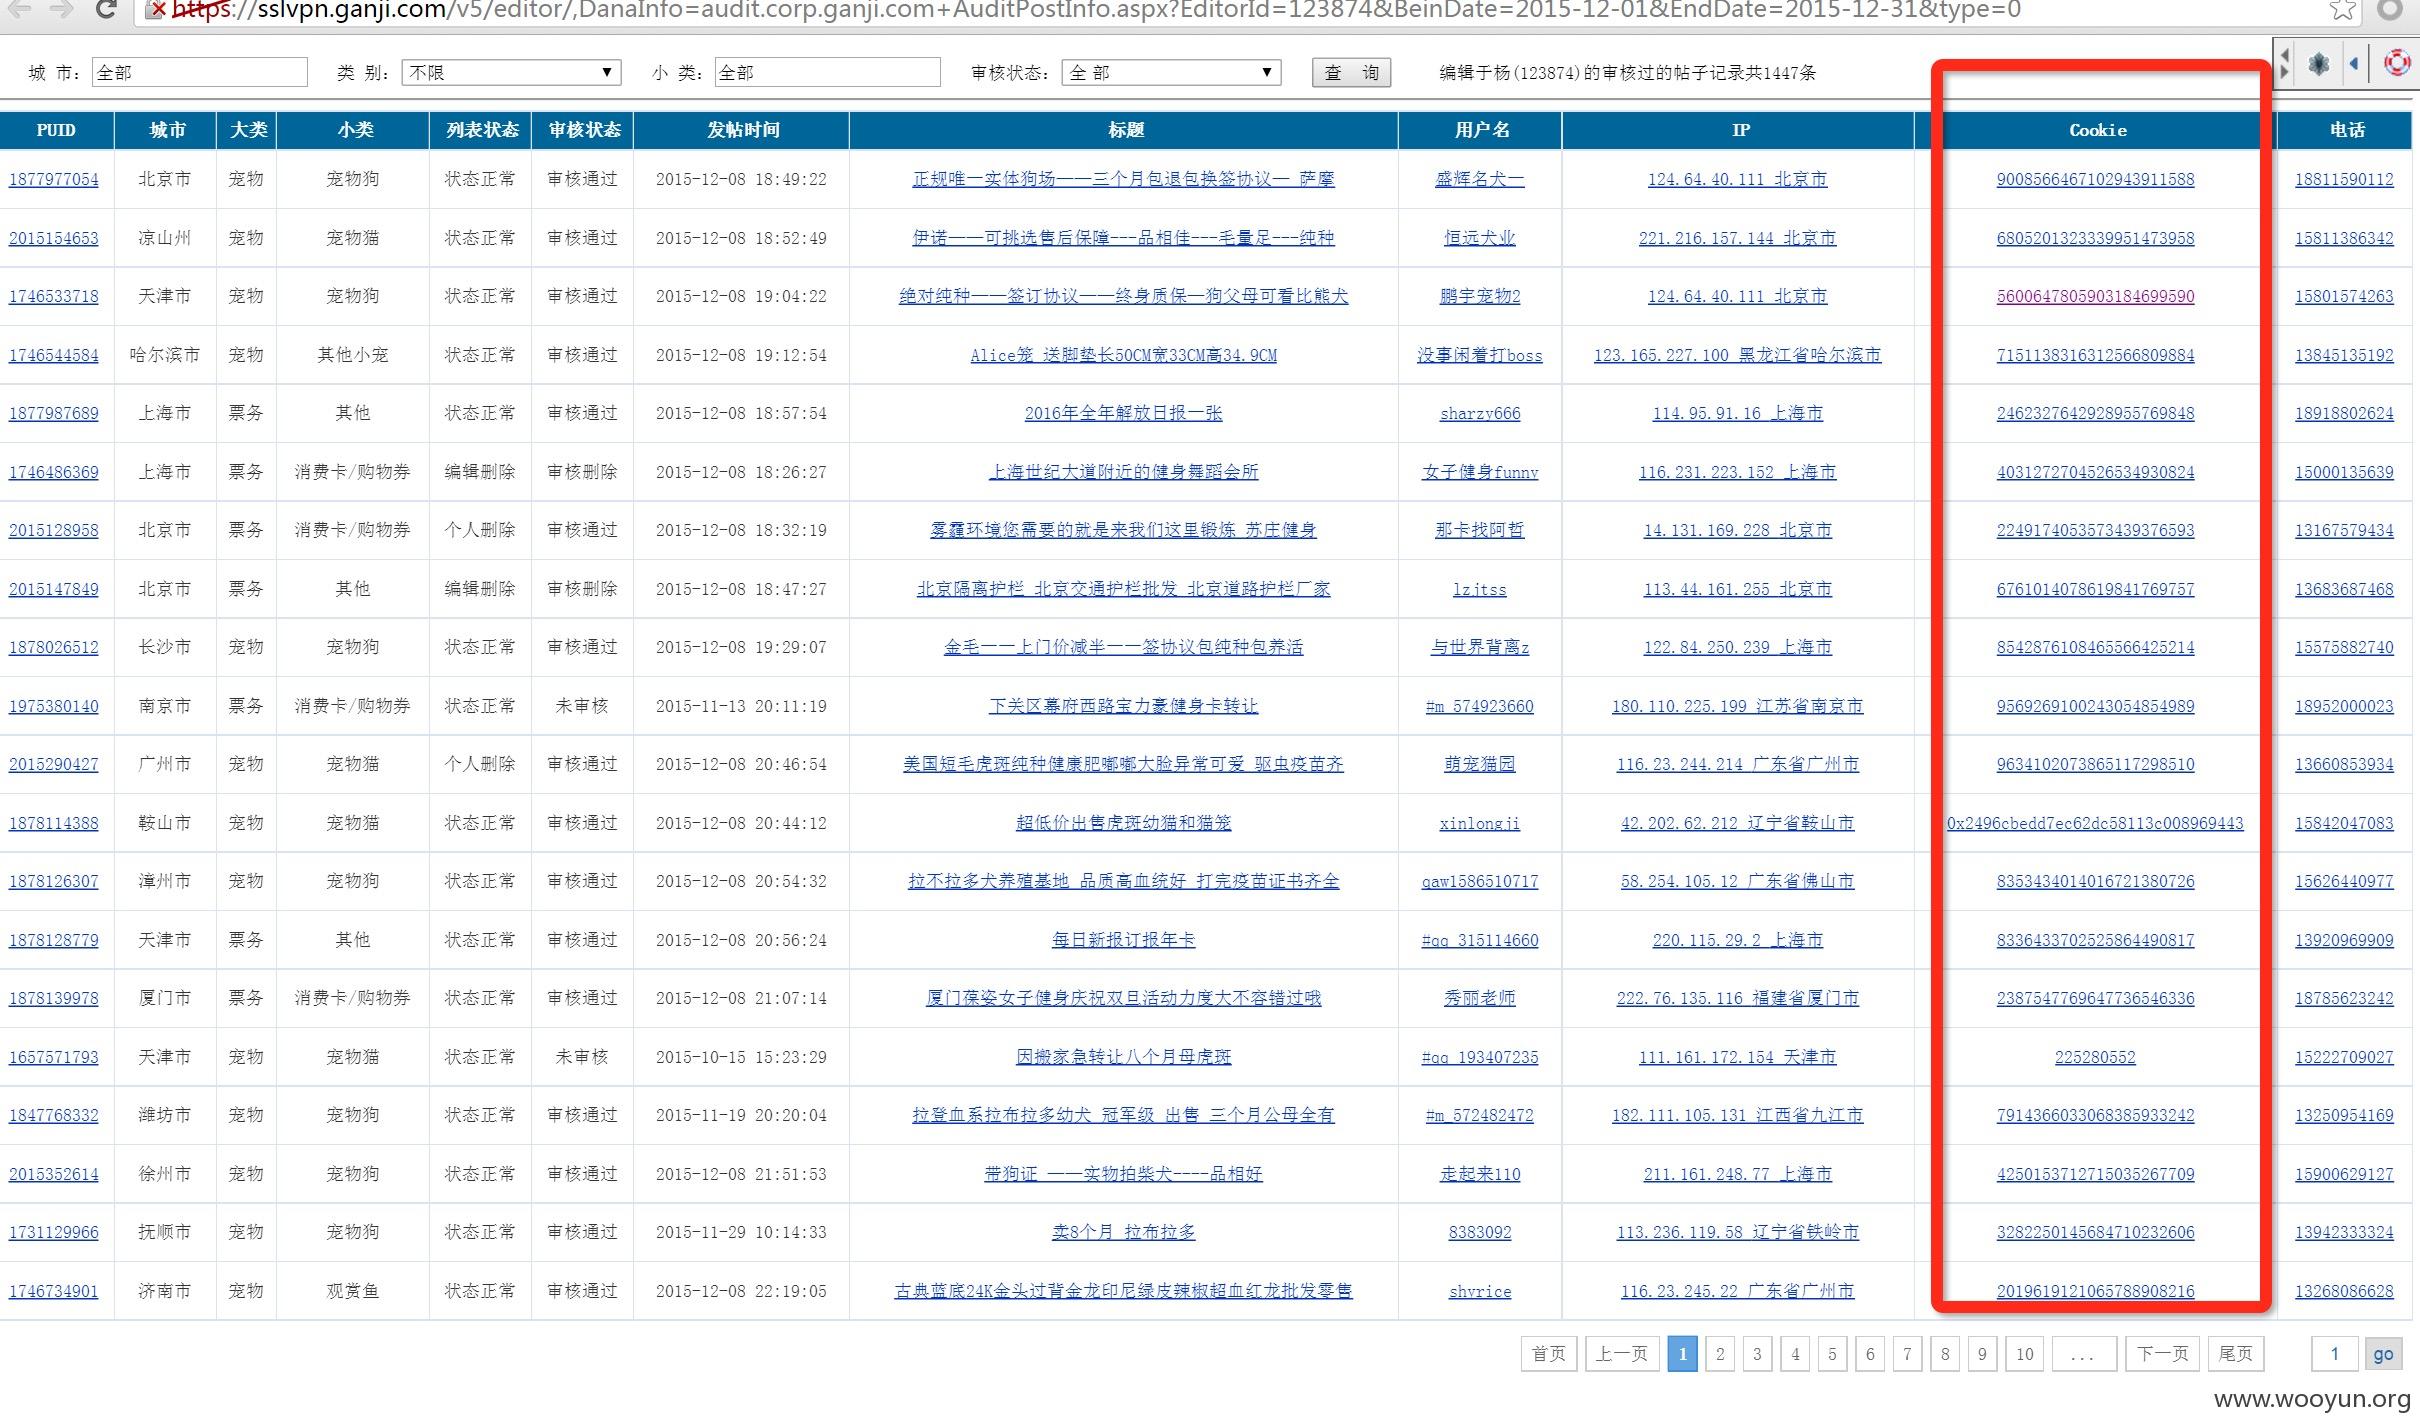 https://sslvpn.ganji.com/v5/editor/,DanaInfo=audit.corp.ganji.com+AuditPostInfo.aspx?EditorId=123874&BeinDate=2015-12-01&EndDate=2015-12-31&type=0
城 市: 全部 类 别: 不限 小 类: 全部 审核状态: 全 部 查 询 编辑于杨(123874)的审核过的帖子记录共1447条
PUID 城市 大类 小类 列表状态 审核状态 发帖时间 标题 用户名 IP Cookie 电话
1877977054 北京市 宠物 宠物狗 状态正常 审核通过 2015-12-08 18:49:22 正规唯一实体狗场——三个月包退包换签协议— 萨摩 盛辉名犬一 124.64.40.111 北京市 9008566467102943911588 18811590112
2015154653 凉山州 宠物 宠物猫 状态正常 审核通过 2015-12-08 18:52:49 伊诺——可挑选售后保障---品相佳---毛量足---纯种 恒远犬业 221.216.157.144 北京市 6805201323339951473958 15811386342
1746533718 天津市 宠物 宠物狗 状态正常 审核通过 2015-12-08 19:04:22 绝对纯种——签订协议——终身质保—狗父母可看比熊犬 鹏宇宠物2 124.64.40.111 北京市 5600647805903184699590 15801574263
1746544584 哈尔滨市 宠物 其他小宠 状态正常 审核通过 2015-12-08 19:12:54 Alice笼 送脚垫长50CM宽33CM高34.9CM 没事闲着打boss 123.165.227.100 黑龙江省哈尔滨市 7151138316312566809884 13845135192
1877987689 上海市 票务 其他 状态正常 审核通过 2015-12-08 18:57:54 2016年全年解放日报一张 sharzy666 114.95.91.16 上海市 2462327642928955769848 18918802624
1746486369 上海市 票务 消费卡/购物券 编辑删除 审核删除 2015-12-08 18:26:27 上海世纪大道附近的健身舞蹈会所 女子健身funny 116.231.223.152 上海市 4031272704526534930824 15000135639
2015128958 北京市 票务 消费卡/购物券 个人删除 审核通过 2015-12-08 18:32:19 雾霾环境您需要的就是来我们这里锻炼 苏庄健身 那卡找阿哲 14.131.169.228 北京市 2249174053573439376593 13167579434
2015147849 北京市 票务 其他 编辑删除 审核删除 2015-12-08 18:47:27 北京隔离护栏 北京交通护栏批发 北京道路护栏厂家 lzjtss 113.44.161.255 北京市 6761014078619841769757 13683687468
1878026512 长沙市 宠物 宠物狗 状态正常 审核通过 2015-12-08 19:29:07 金毛一一上门价减半一一签协议包纯种包养活 与世界背离z 122.84.250.239 上海市 8542876108465566425214 15575882740
1975380140 南京市 票务 消费卡/购物券 状态正常 未审核 2015-11-13 20:11:19 下关区幕府西路宝力豪健身卡转让 #m_574923660 180.110.225.199 江苏省南京市 9569269100243054854989 18952000023
2015290427 广州市 宠物 宠物猫 个人删除 审核通过 2015-12-08 20:46:54 美国短毛虎斑纯种健康肥嘟嘟大脸异常可爱 驱虫疫苗齐 萌宠猫园 116.23.244.214 广东省广州市 9634102073865117298510 13660853934
1878114388 鞍山市 宠物 宠物猫 状态正常 审核通过 2015-12-08 20:44:12 超低价出售虎斑幼猫和猫笼 xinlongji 42.202.62.212 辽宁省鞍山市 0x2496cbedd7ec62dc58113c008969443 15842047083
1878126307 漳州市 宠物 宠物狗 状态正常 审核通过 2015-12-08 20:54:32 拉不拉多犬养殖基地 品质高血统好 打完疫苗证书齐全 qaw1586510717 58.254.105.12 广东省佛山市 8353434014016721380726 15626440977
1878128779 天津市 票务 其他 状态正常 审核通过 2015-12-08 20:56:24 每日新报订报年卡 #qq_315114660 220.115.29.2 上海市 8336433702525864490817 13920969909
1878139978 厦门市 票务 消费卡/购物券 状态正常 审核通过 2015-12-08 21:07:14 厦门葆姿女子健身庆祝双旦活动力度大不容错过哦 秀丽老师 222.76.135.116 福建省厦门市 2387547769647736546336 18785623242
1657571793 天津市 宠物 宠物猫 状态正常 未审核 2015-10-15 15:23:29 因搬家急转让八个月母虎斑 #qq_193407235 111.161.172.154 天津市 225280552 15222709027
1847768332 潍坊市 宠物 宠物狗 状态正常 审核通过 2015-11-19 20:20:04 拉登血系拉布拉多幼犬 冠军级 出售 三个月公母全有 #m_572482472 182.111.105.131 江西省九江市 7914366033068385933242 13250954169
2015352614 徐州市 宠物 宠物狗 状态正常 审核通过 2015-12-08 21:51:53 带狗证 ——实物拍柴犬----品相好 走起来110 211.161.248.77 上海市 4250153712715035267709 15900629127
1731129966 抚顺市 宠物 宠物狗 状态正常 审核通过 2015-11-29 10:14:33 卖8个月 拉布拉多 8383092 113.236.119.58 辽宁省铁岭市 3282250145684710232606 13942333324
1746734901 济南市 宠物 观赏鱼 状态正常 审核通过 2015-12-08 22:19:05 古典蓝底24K金头过背金龙印尼绿皮辣椒超血红龙批发零售 shyrice 116.23.245.22 广东省广州市 2019619121065788908216 13268086628
首页 上一页 1 2 3 4 5 6 7 8 9 10 ... 下一页 尾页 1 go
www.wooyun.org